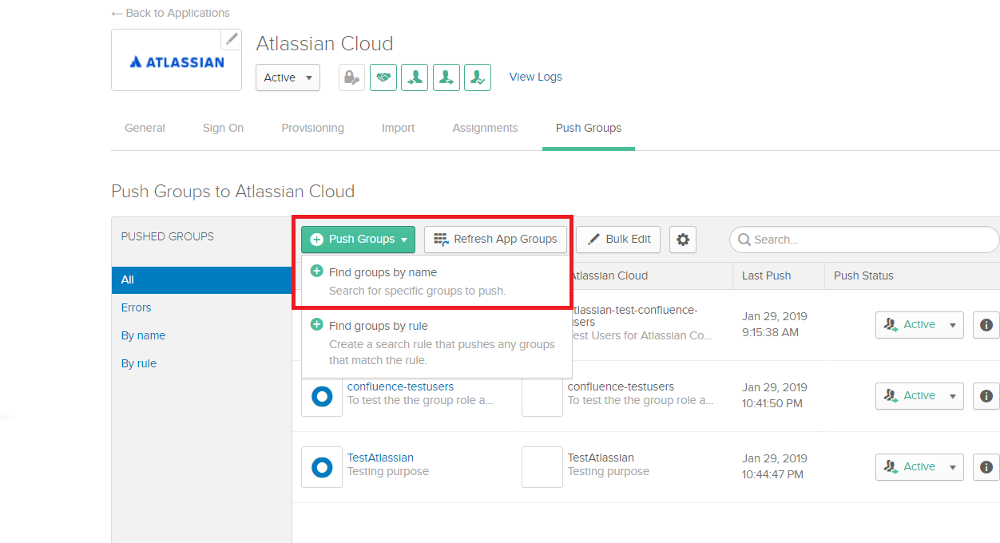 ← Back to Applications
ATLASSIAN
Atlassian Cloud
Active
View Logs
General Sign On Provisioning Import Assignments Push Groups
Push Groups to Atlassian Cloud
PUSHED GROUPS
All
Errors
By name
By rule
Push Groups Refresh App Groups Bulk Edit Search...
Find groups by name
Search for specific groups to push.
Find groups by rule
Create a search rule that pushes any groups
that match the rule.
Atlassian Cloud Last Push Push Status
atlassian-test-confluence-
users
Test Users for Atlassian Co...
Jan 29, 2019
9:15:38 AM
Active
confluence-testusers
To test the the group role a...
confluence-testusers
To test the the group role a...
Jan 29, 2019
10:41:50 PM
Active
TestAtlassian
Testing purpose
TestAtlassian
Testing purpose
Jan 29, 2019
10:44:47 PM
Active